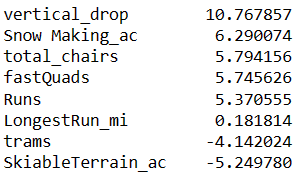 vertical_drop 10.767857
Snow Making_ac 6.290074
total_chairs 5.794156
fastQuads 5.745626
Runs 5.370555
LongestRun_mi 0.181814
trams -4.142024
SkiableTerrain_ac -5.249780